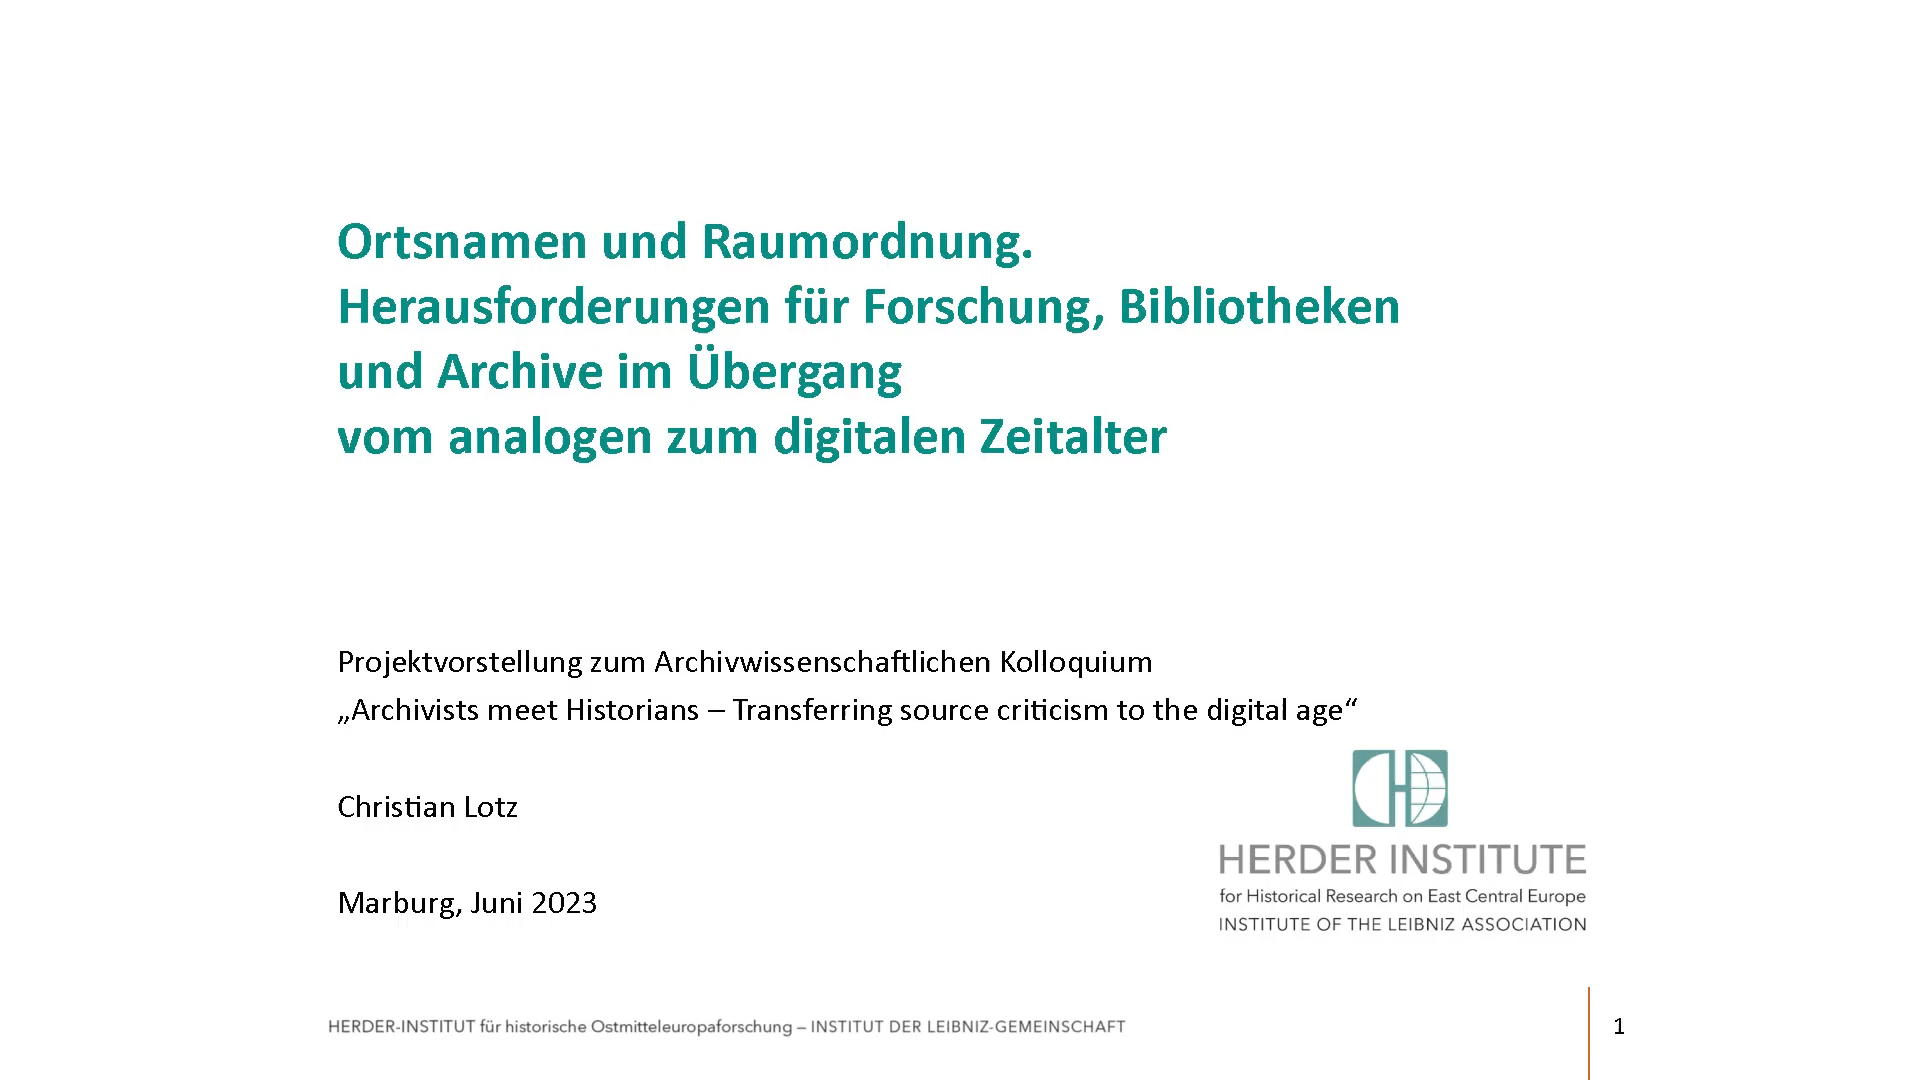 Ortsnamen und Raumordnung.
Herausforderungen für Forschung, Bibliotheken
und Archive im Übergang
vom analogen zum digitalen Zeitalter
Projektvorstellung zum Archivwissenschaftlichen Kolloquium
„Archivists meet Historians – Transferring source criticism to the digital age“
Christian Lotz
Marburg, Juni 2023
HERDER INSTITUTE
for Historical Research on East Central Europe
INSTITUTE OF THE LEIBNIZ ASSOCIATION
HERDER-INSTITUT für historische Ostmitteleuropaforschung – INSTITUT DER LEIBNIZ-GEMEINSCHAFT
1